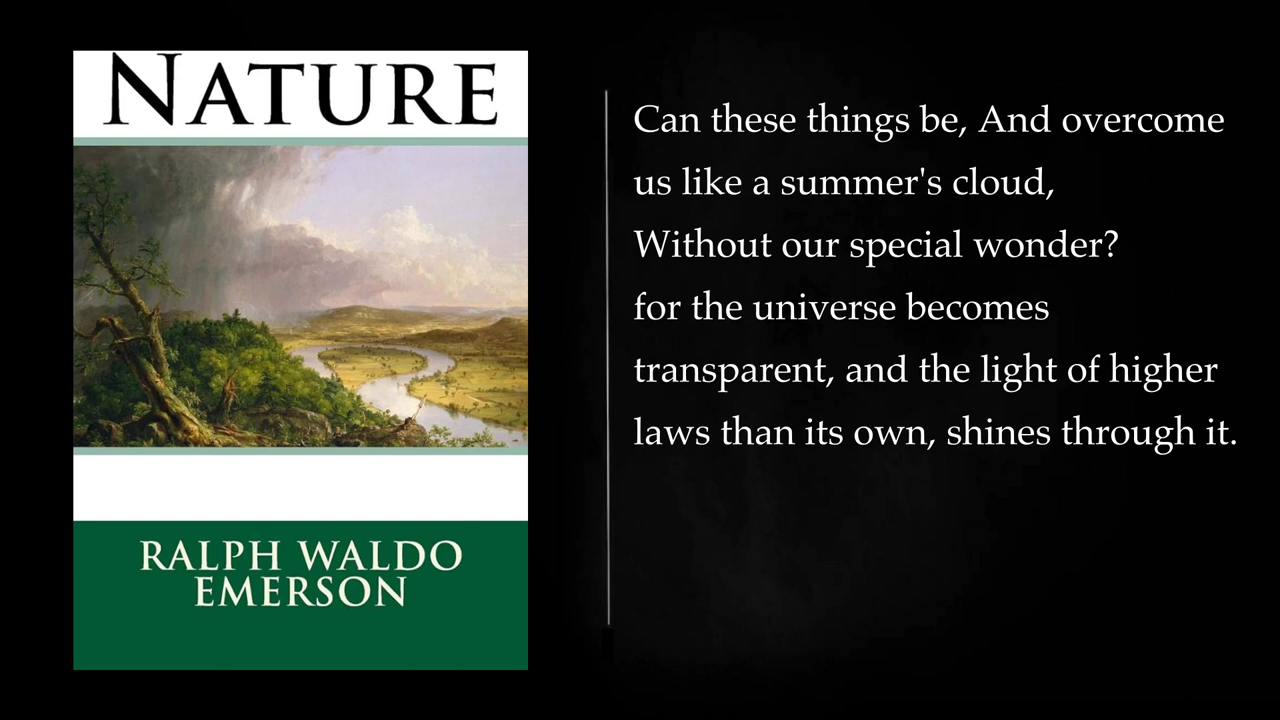 NATURE
RALPH WALDO
EMERSON
Can these things be, And overcome
us like a summer's cloud,
Without our special wonder?
for the universe becomes
transparent, and the light of higher
laws than its own, shines through it.